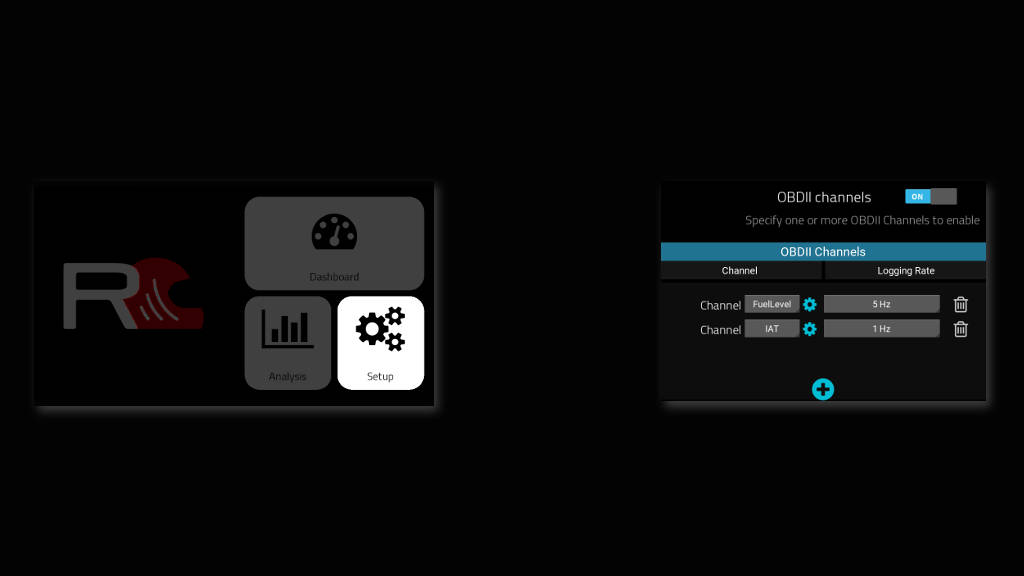 R
Dashboard
Analysis
Setup
OBDII channels
ON
Specify one or more OBDII Channels to enable
OBDII Channels
Channel
Logging Rate
Channel FuelLevel 5 Hz
Channel IAT 1 Hz